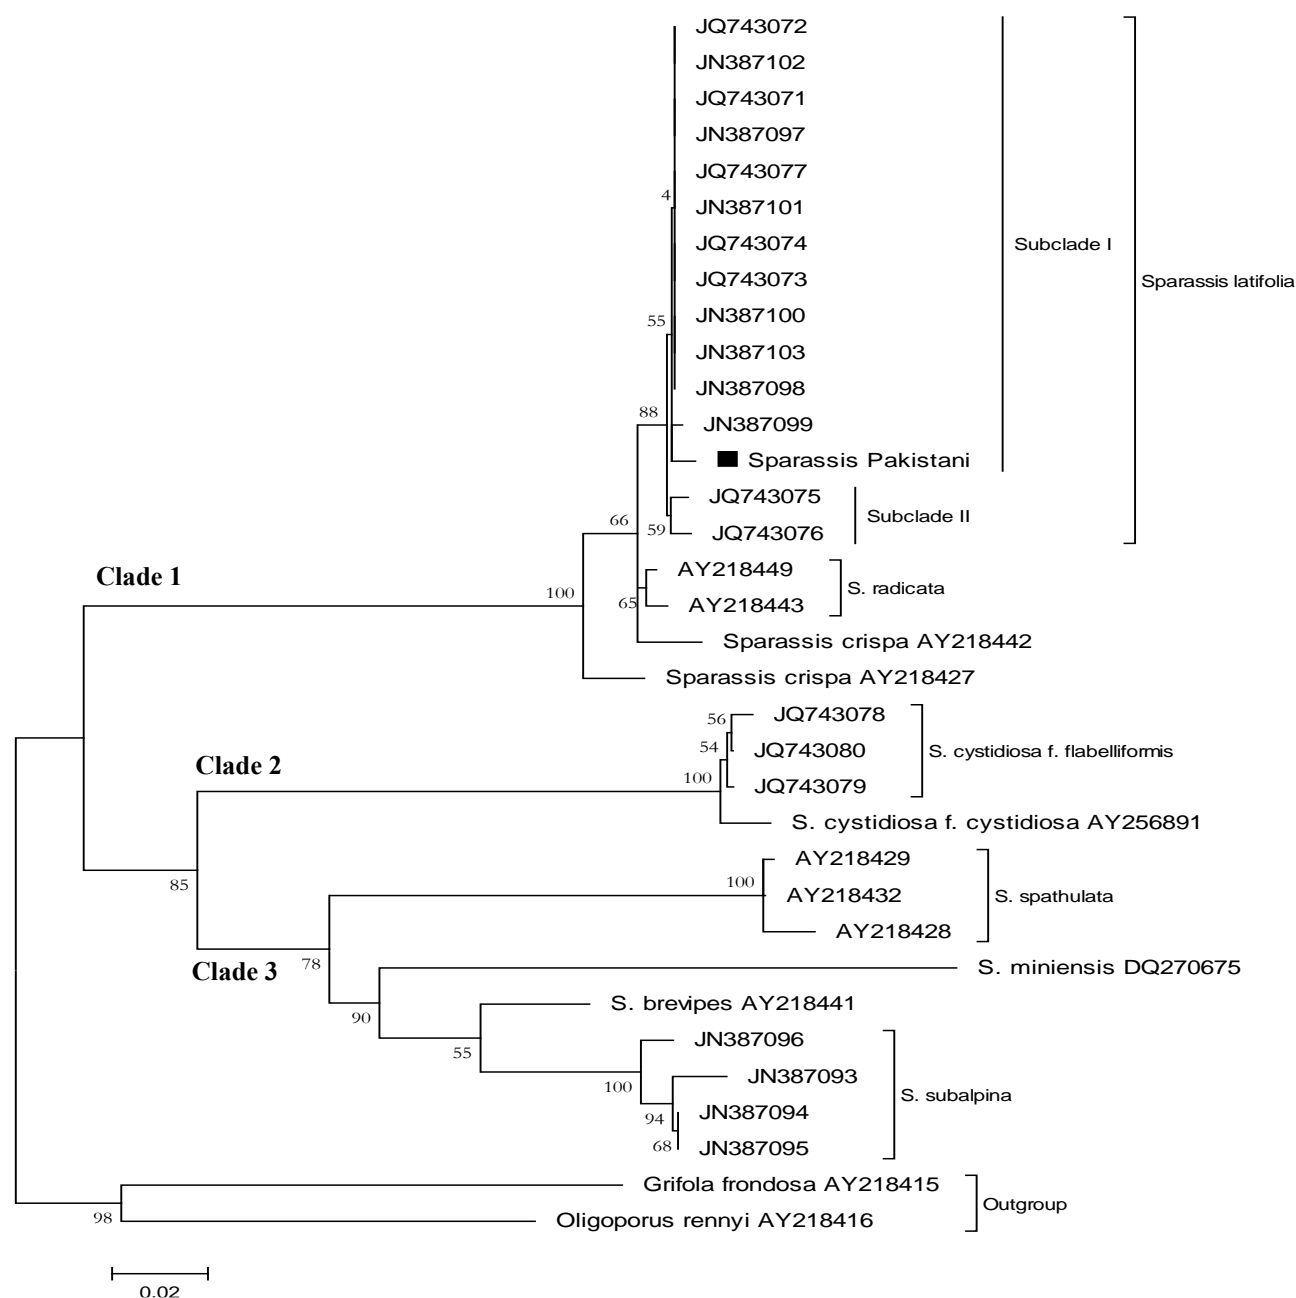 JQ743072
JN387102
JQ743071
JN387097
JQ743077
4
JN387101
JQ743074
Subclade I
JQ743073
Sparassis latifolia
JN387100
55
JN387103
JN387098
88
JN387099
Sparassis Pakistani
JQ743075
Subclade II
66
59
JQ743076
AY218449
Clade 1
S. radicata
100
65
AY218443
Sparassis crispa AY218442
Sparassis crispa AY218427
56
JQ743078
54
JQ743080
S. cystidiosa f. flabelliformis
Clade 2
100
JQ743079
S. cystidiosa f. cystidiosa AY256891
AY218429
85
100
AY218432
S. spathulata
AY218428
Clade 3
78
S. miniensis DQ270675
S. brevipes AY218441
90
JN387096
55
JN387093
100
S. subalpina
JN387094
94
68
JN387095
Grifola frondosa AY218415
Outgroup
98
Oligoporus rennyi AY218416
0.02